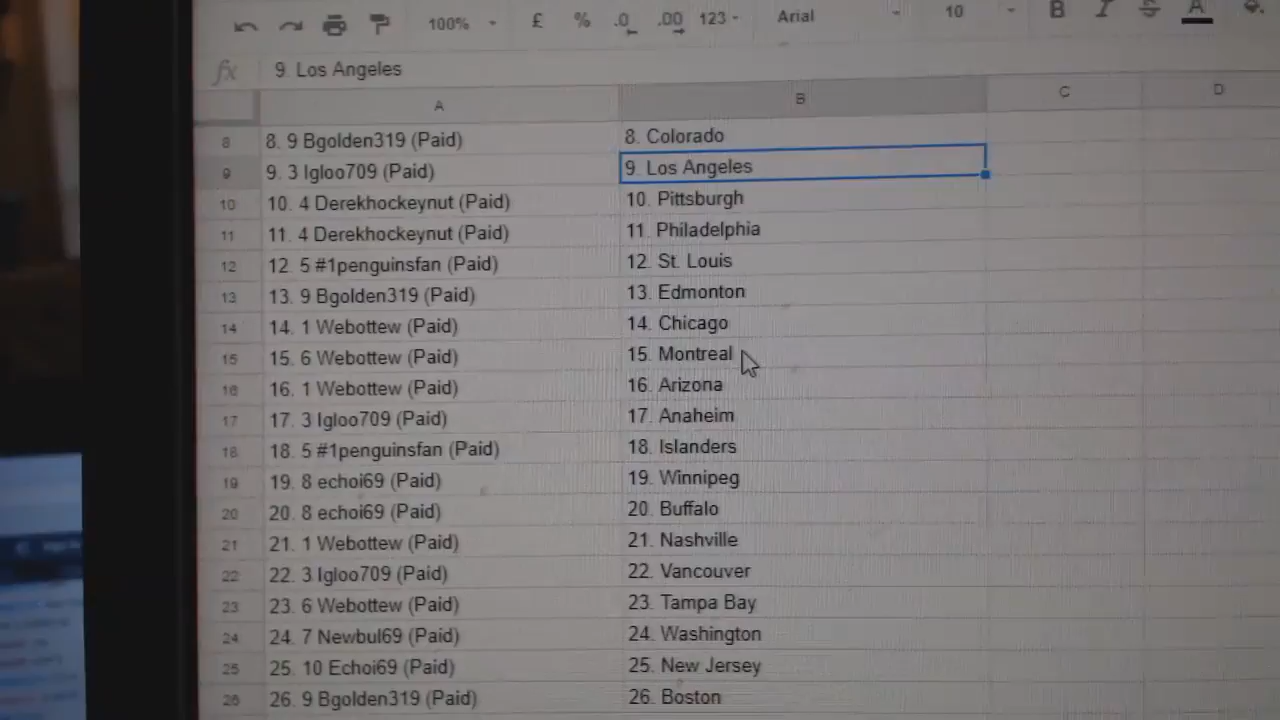 100% £ % .0 .00 123 Arial 10 B I S A
fx 9. Los Angeles
A B C D
8 8. 9 Bgolden319 (Paid) 8. Colorado
9 9. 3 Igloo709 (Paid) 9. Los Angeles
10 10. 4 Derekhockeynut (Paid) 10. Pittsburgh
11 11. 4 Derekhockeynut (Paid) 11. Philadelphia
12 12. 5 #1penguinsfan (Paid) 12. St. Louis
13 13. 9 Bgolden319 (Paid) 13. Edmonton
14 14. 1 Webottew (Paid) 14. Chicago
15 15. 6 Webottew (Paid) 15. Montreal
16 16. 1 Webottew (Paid) 16. Arizona
17 17. 3 Igloo709 (Paid) 17. Anaheim
18 18. 5 #1penguinsfan (Paid) 18. Islanders
19 19. 8 echoi69 (Paid) 19. Winnipeg
20 20. 8 echoi69 (Paid) 20. Buffalo
21 21. 1 Webottew (Paid) 21. Nashville
22 22. 3 Igloo709 (Paid) 22. Vancouver
23 23. 6 Webottew (Paid) 23. Tampa Bay
24 24. 7 Newbul69 (Paid) 24. Washington
25 25. 10 Echoi69 (Paid) 25. New Jersey
26 26. 9 Bgolden319 (Paid) 26. Boston